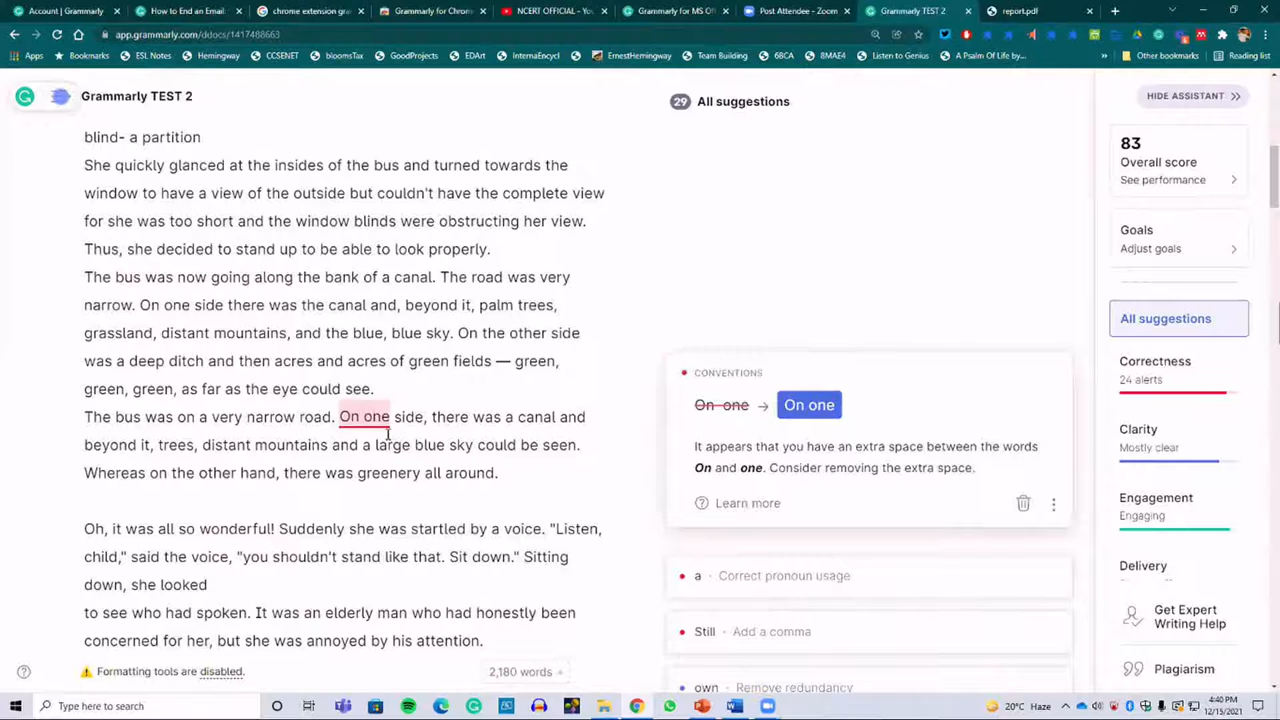 Account | Grammarly
How to End an Email:
chrome extension gram
Grammarly for Chrom
NCERT OFFICIAL - You
Grammarly for MS Of
Post Attendee - Zoom
Grammarly TEST 2
report.pdf
app.grammarly.com/ddocs/1417488663
Apps
Bookmarks
ESL Notes
Hemingway
CCSENET
bloomsTax
GoodProjects
EDArt
InternaEncycl
ErnestHemingway
Team Building
6BCA
8MAE4
Listen to Genius
A Psalm Of Life by...
Other bookmarks
Reading list
Grammarly TEST 2
29 All suggestions
HIDE ASSISTANT
blind- a partition
She quickly glanced at the insides of the bus and turned towards the
window to have a view of the outside but couldn't have the complete view
for she was too short and the window blinds were obstructing her view.
Thus, she decided to stand up to be able to look properly.
The bus was now going along the bank of a canal. The road was very
narrow. On one side there was the canal and, beyond it, palm trees,
grassland, distant mountains, and the blue, blue sky. On the other side
was a deep ditch and then acres and acres of green fields — green,
green, green, as far as the eye could see.
The bus was on a very narrow road. On one side, there was a canal and
beyond it, trees, distant mountains and a large blue sky could be seen.
Whereas on the other hand, there was greenery all around.
Oh, it was all so wonderful! Suddenly she was startled by a voice. "Listen,
child," said the voice, "you shouldn't stand like that. Sit down." Sitting
down, she looked
to see who had spoken. It was an elderly man who had honestly been
concerned for her, but she was annoyed by his attention.
CONVENTIONS
On one → On one
It appears that you have an extra space between the words
On and one. Consider removing the extra space.
Learn more
a · Correct pronoun usage
Still · Add a comma
own · Remove redundancy
83
Overall score
See performance
Goals
Adjust goals
All suggestions
Correctness
24 alerts
Clarity
Mostly clear
Engagement
Engaging
Delivery
Get Expert
Writing Help
Plagiarism
Formatting tools are disabled.
2,180 words
Type here to search
20°C Haze
4:40 PM
12/15/2021